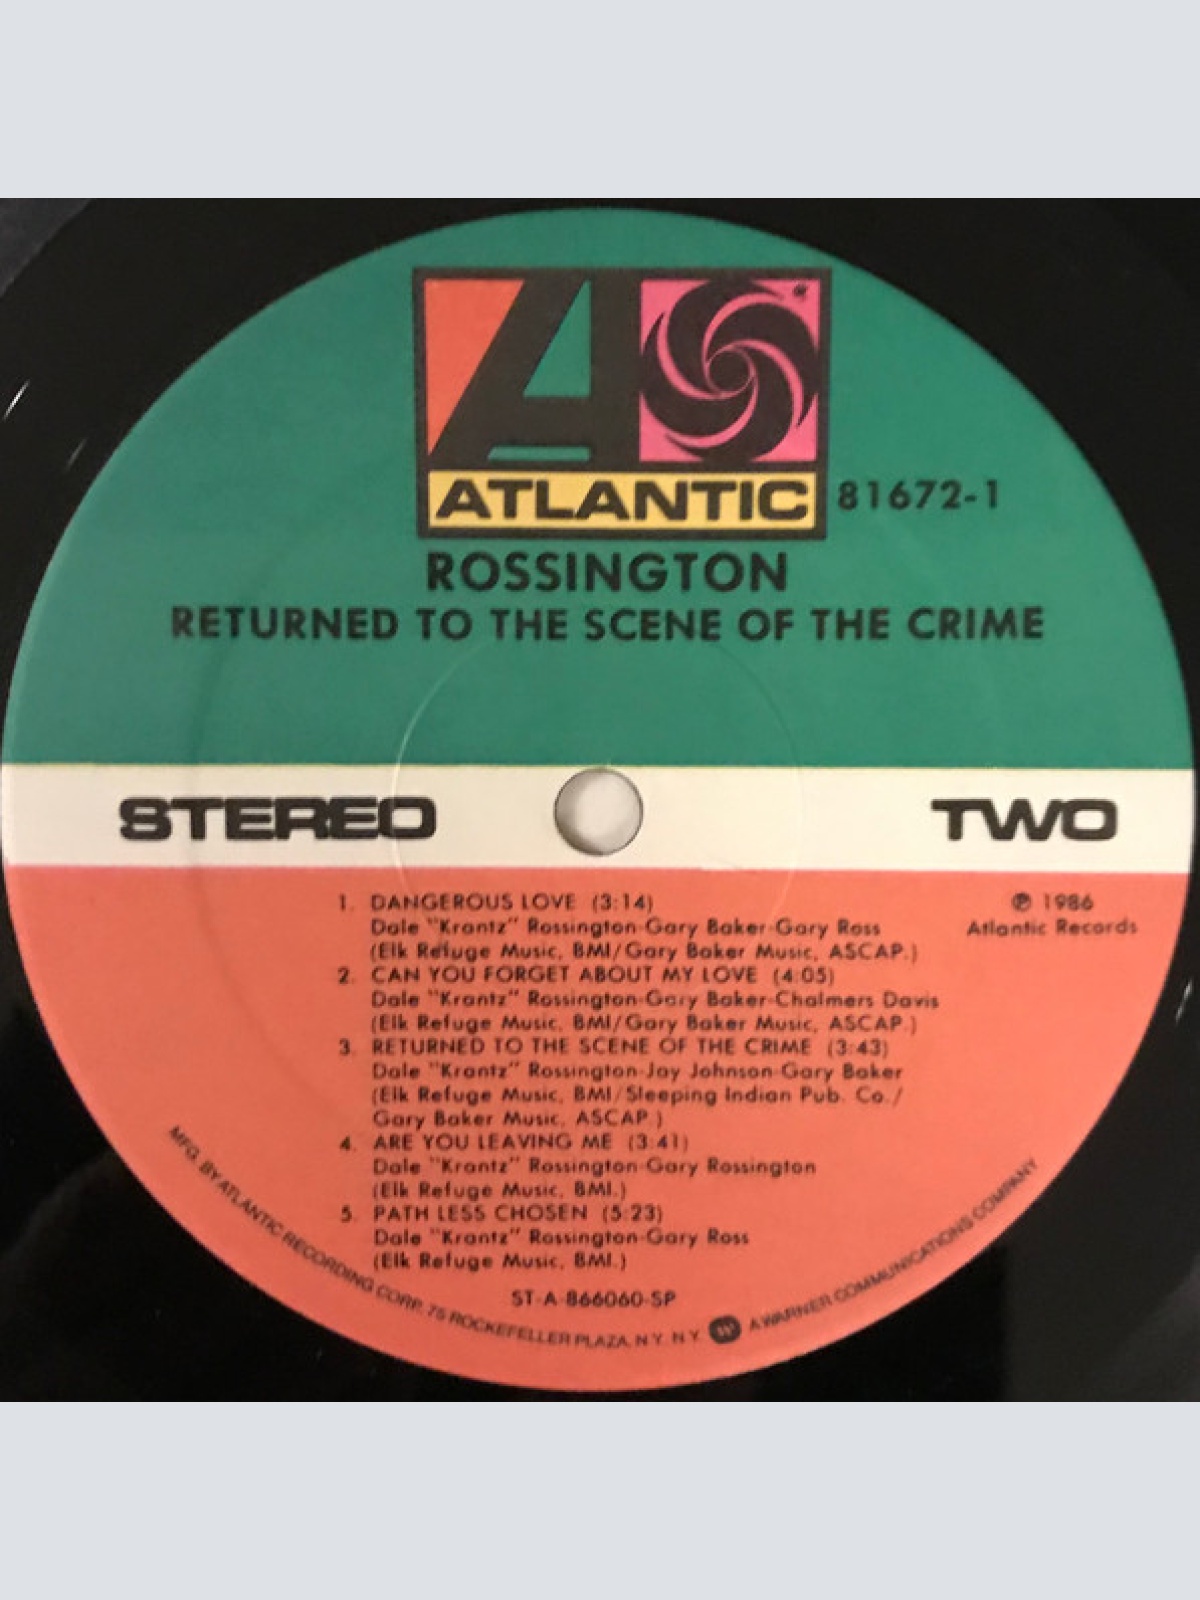 ATLANTIC
81672-1
ROSSINGTON
RETURNED TO THE SCENE OF THE CRIME
STEREO
TWO
1. DANGEROUS LOVE (3:14)
Dale "Krantz" Rossington-Gary Baker-Gary Ross
(Elk Refuge Music, BMI/Gary Baker Music, ASCAP.)
2. CAN YOU FORGET ABOUT MY LOVE (4:05)
Dale "Krantz" Rossington-Gary Baker-Chalmers Davis
(Elk Refuge Music, BMI/Gary Baker Music, ASCAP.)
3. RETURNED TO THE SCENE OF THE CRIME (3:43)
Dale "Krantz" Rossington-Jay Johnson-Gary Baker
(Elk Refuge Music, BMI/Sleeping Indian Pub. Co./
Gary Baker Music, ASCAP.)
4. ARE YOU LEAVING ME (3:41)
Dale "Krantz" Rossington-Gary Rossington
(Elk Refuge Music, BMI.)
5. PATH LESS CHOSEN (5:23)
Dale "Krantz" Rossington-Gary Ross
(Elk Refuge Music, BMI.)
℗ 1986
Atlantic Records
ST-A-866060-SP
MFG. BY ATLANTIC RECORDING CORP. 75 ROCKEFELLER PLAZA, N.Y. N.Y. W A WARNER COMMUNICATIONS COMPANY